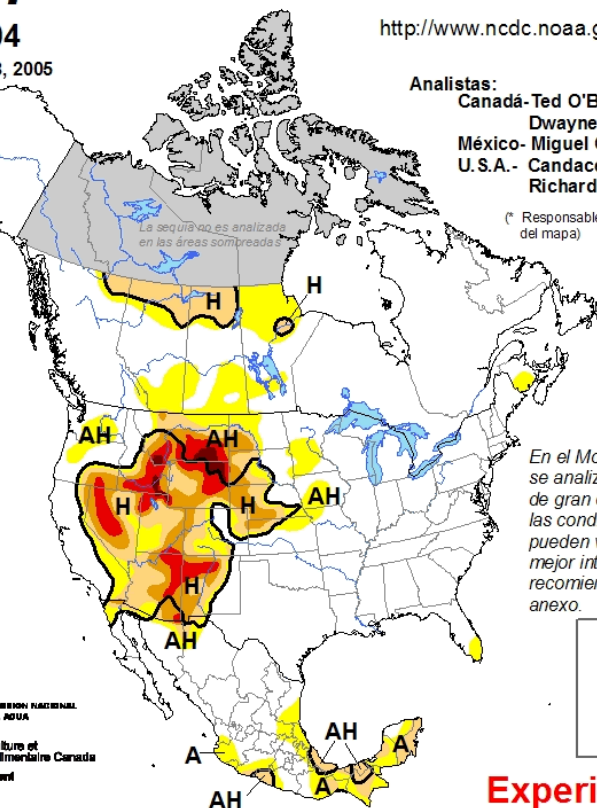 04
3, 2005
http://www.ncdc.noaa.g
Analistas:
Canadá- Ted O'B
Dwayne
México- Miguel
U.S.A.- Candace
Richard
(* Responsable
del mapa)
La sequía no es analizada
en las áreas sombreadas
H
H
AH
AH
H
H
AH
H
AH
En el Mo
se analiz
de gran
las cond
pueden
mejor int
recomier
anexo.
AH
A
A
A
AH
NACIONAL
AGUA
lture et
limentaire Canada
Experi